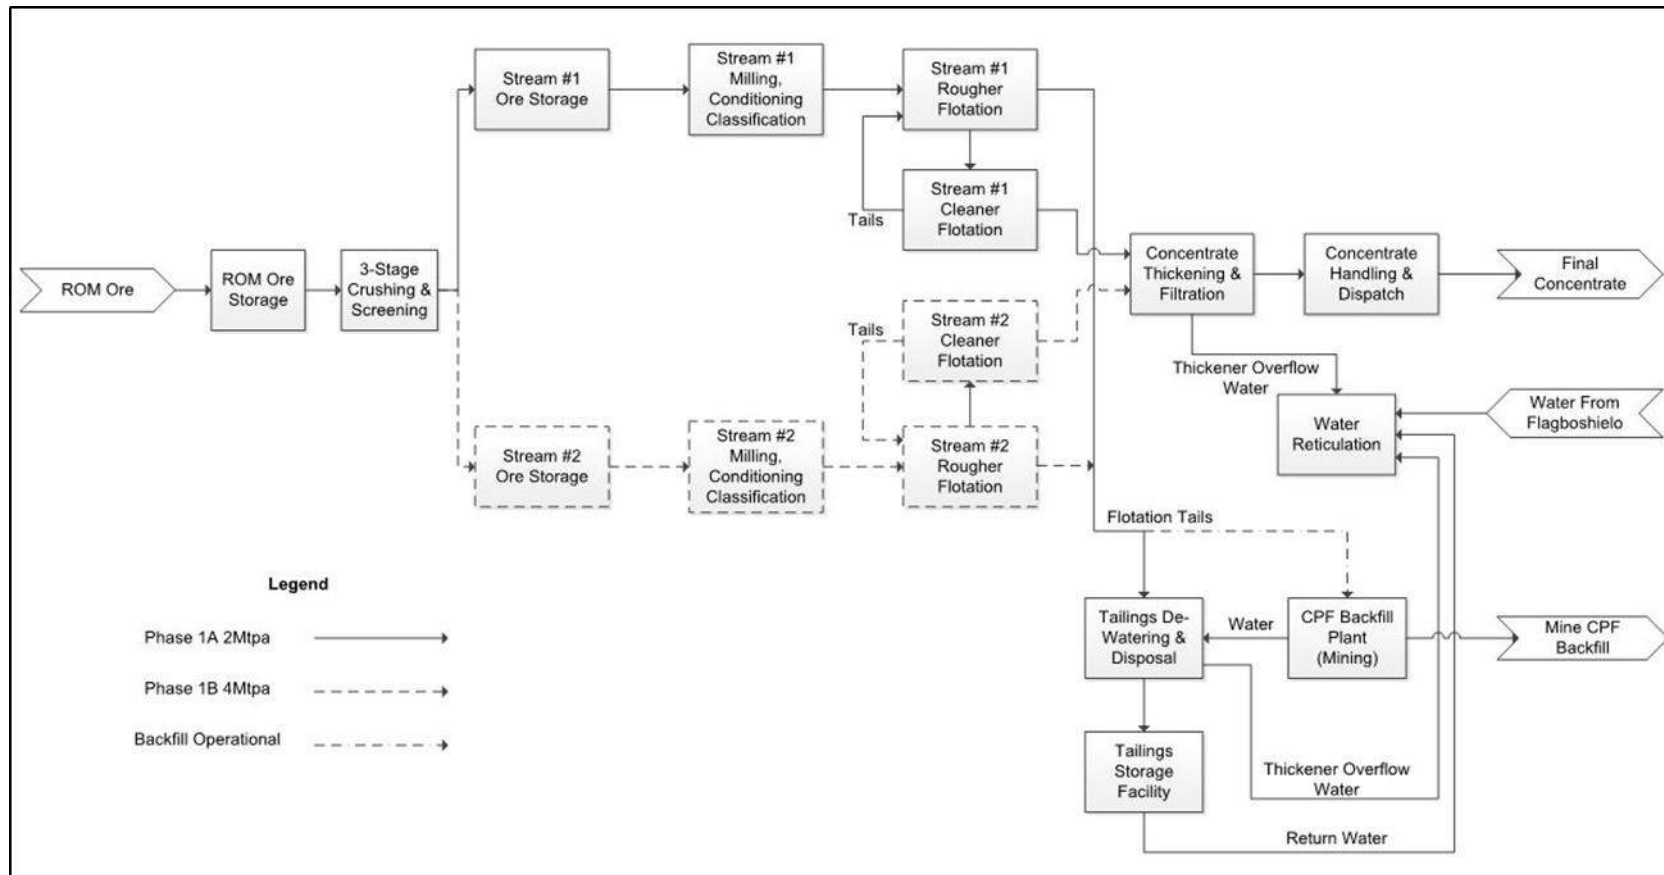 Stream #1
Ore Storage
Stream #1
Milling,
Conditioning
Classification
Stream #1
Rougher
Flotation
Stream #1
Cleaner
Flotation
Tails
ROM Ore
ROM Ore
Storage
3-Stage
Crushing &
Screening
Concentrate
Thickening &
Filtration
Concentrate
Handling &
Dispatch
Final
Concentrate
Tails
Stream #2
Cleaner
Flotation
Thickener Overflow
Water
Water
Reticulation
Water From
Flagboshielo
Stream #2
Ore Storage
Stream #2
Milling,
Conditioning
Classification
Stream #2
Rougher
Flotation
Flotation Tails
Legend
Phase 1A 2Mtpa
Phase 1B 4Mtpa
Backfill Operational
Tailings De-
Watering &
Disposal
Water
CPF Backfill
Plant
(Mining)
Mine CPF
Backfill
Tailings
Storage
Facility
Thickener Overflow
Water
Return Water